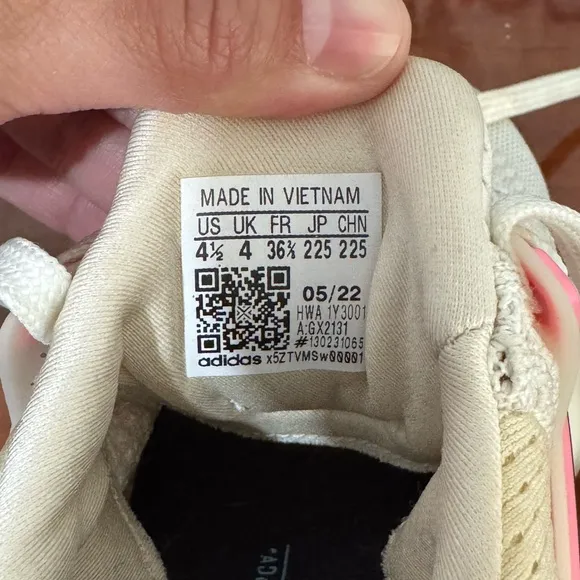 MADE IN VIETNAM
US UK FR JP CHN
4½ 4 36⅔ 225 225
05/22
HWA 1Y3001
A:GX2131
#130231065
adidas x5ZTVMSw00001